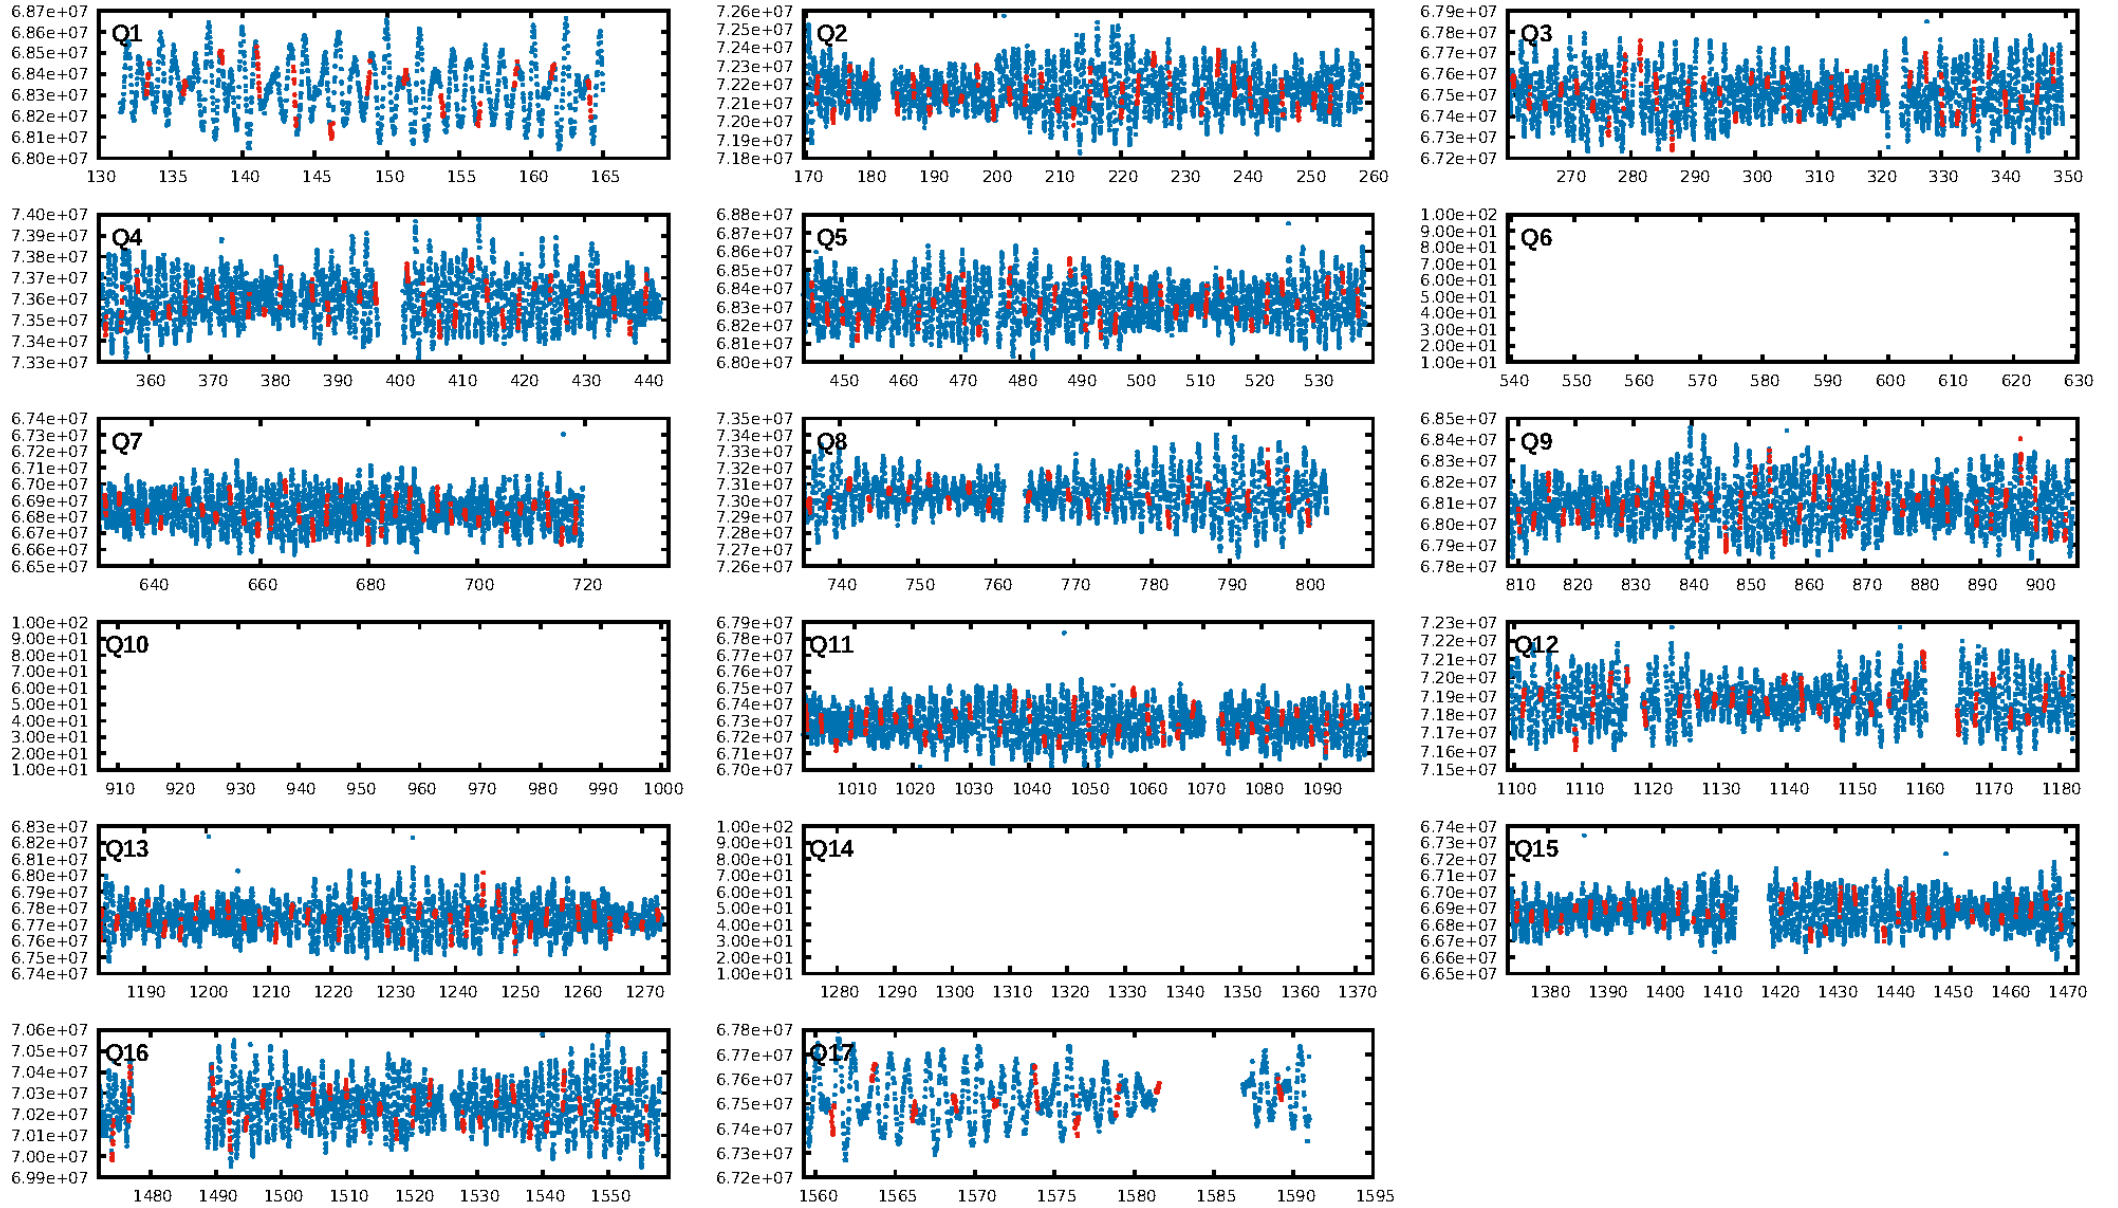 6.87e+07
Q1
6.86e+07
6.85e+07
6.84e+07
6.83e+07
6.82e+07
6.81e+07
6.80e+07
130 135 140 145 150 155 160 165
7.26e+07
Q2
7.25e+07
7.24e+07
7.23e+07
7.22e+07
7.21e+07
7.20e+07
7.19e+07
7.18e+07
170 180 190 200 210 220 230 240 250 260
6.79e+07
Q3
6.78e+07
6.77e+07
6.76e+07
6.75e+07
6.74e+07
6.73e+07
6.72e+07
270 280 290 300 310 320 330 340 350
7.40e+07
Q4
7.39e+07
7.38e+07
7.37e+07
7.36e+07
7.35e+07
7.34e+07
7.33e+07
360 370 380 390 400 410 420 430 440
6.88e+07
Q5
6.87e+07
6.86e+07
6.85e+07
6.84e+07
6.83e+07
6.82e+07
6.81e+07
6.80e+07
450 460 470 480 490 500 510 520 530
1.00e+02
Q6
9.00e+01
8.00e+01
7.00e+01
6.00e+01
5.00e+01
4.00e+01
3.00e+01
2.00e+01
1.00e+01
540 550 560 570 580 590 600 610 620 630
6.74e+07
Q7
6.73e+07
6.72e+07
6.71e+07
6.70e+07
6.69e+07
6.68e+07
6.67e+07
6.66e+07
6.65e+07
640 660 680 700 720
7.35e+07
Q8
7.34e+07
7.33e+07
7.32e+07
7.31e+07
7.30e+07
7.29e+07
7.28e+07
7.27e+07
7.26e+07
740 750 760 770 780 790 800
6.85e+07
Q9
6.84e+07
6.83e+07
6.82e+07
6.81e+07
6.80e+07
6.79e+07
6.78e+07
810 820 830 840 850 860 870 880 890 900
1.00e+02
Q10
9.00e+01
8.00e+01
7.00e+01
6.00e+01
5.00e+01
4.00e+01
3.00e+01
2.00e+01
1.00e+01
910 920 930 940 950 960 970 980 990 1000
6.79e+07
Q11
6.78e+07
6.77e+07
6.76e+07
6.75e+07
6.74e+07
6.73e+07
6.72e+07
6.71e+07
6.70e+07
1010 1020 1030 1040 1050 1060 1070 1080 1090
7.23e+07
Q12
7.22e+07
7.21e+07
7.20e+07
7.19e+07
7.18e+07
7.17e+07
7.16e+07
7.15e+07
1100 1110 1120 1130 1140 1150 1160 1170 1180
6.83e+07
Q13
6.82e+07
6.81e+07
6.80e+07
6.79e+07
6.78e+07
6.77e+07
6.76e+07
6.75e+07
6.74e+07
1190 1200 1210 1220 1230 1240 1250 1260 1270
1.00e+02
Q14
9.00e+01
8.00e+01
7.00e+01
6.00e+01
5.00e+01
4.00e+01
3.00e+01
2.00e+01
1.00e+01
1280 1290 1300 1310 1320 1330 1340 1350 1360 1370
6.74e+07
Q15
6.73e+07
6.72e+07
6.71e+07
6.70e+07
6.69e+07
6.68e+07
6.67e+07
6.66e+07
6.65e+07
1380 1390 1400 1410 1420 1430 1440 1450 1460 1470
7.06e+07
Q16
7.05e+07
7.04e+07
7.03e+07
7.02e+07
7.01e+07
7.00e+07
6.99e+07
1480 1490 1500 1510 1520 1530 1540 1550
6.78e+07
Q17
6.77e+07
6.76e+07
6.75e+07
6.74e+07
6.73e+07
6.72e+07
1560 1565 1570 1575 1580 1585 1590 1595